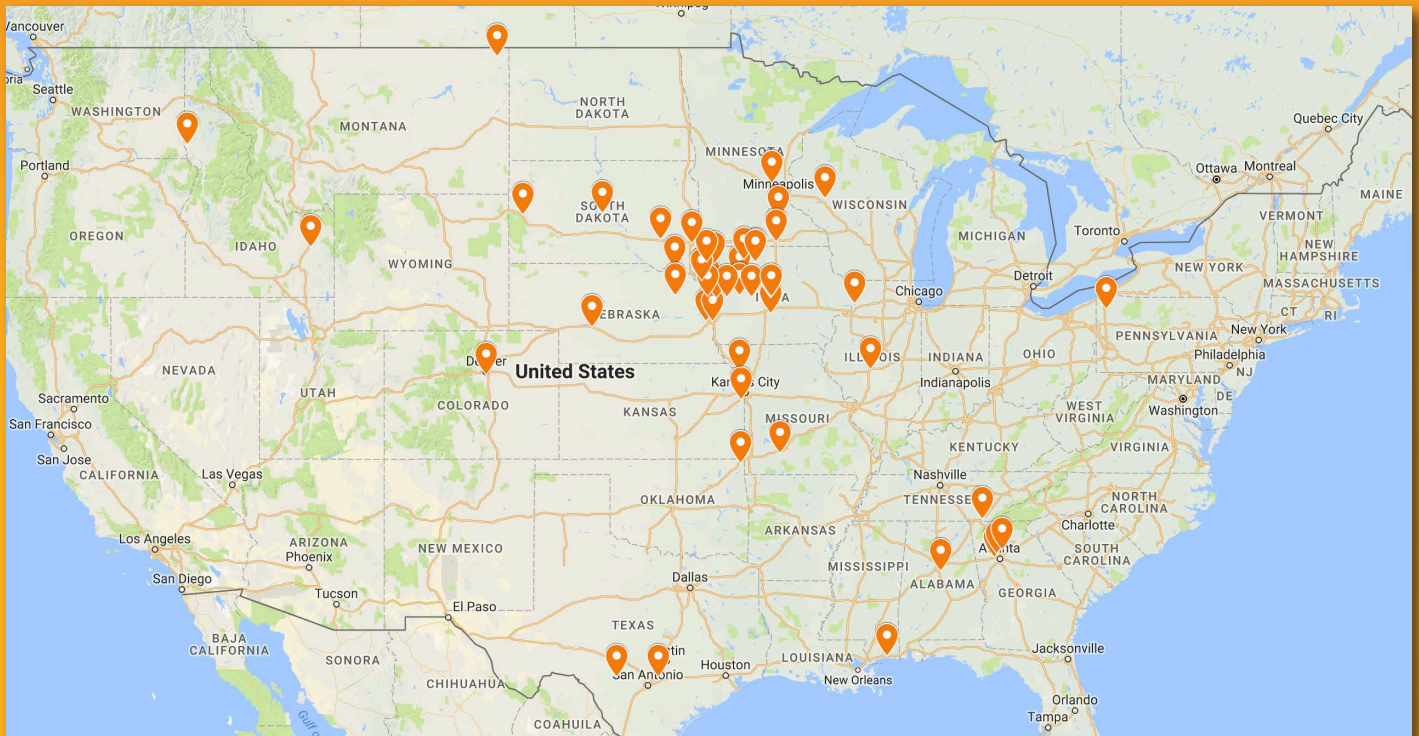 Vancouver
Seattle
WASHINGTON
Portland
OREGON
IDAHO
MONTANA
NORTH
DAKOTA
MINNESOTA
Minneapolis
SOUTH
DAKOTA
WISCONSIN
MICHIGAN
Toronto
Ottawa
Montreal
Quebec City
MAINE
VERMONT
NEW
HAMPSHIRE
NEW YORK
MASSACHUSETTS
CT
RI
WYOMING
Detroit
Chicago
NEBRASKA
PENNSYLVANIA
New York
Philadelphia
NJ
NEVADA
UTAH
Denver
United States
COLORADO
Kansas City
ILLINOIS
INDIANA
Indianapolis
OHIO
MARYLAND
DE
Washington
WEST
VIRGINIA
VIRGINIA
Sacramento
San Francisco
San Jose
CALIFORNIA
Las Vegas
KANSAS
MISSOURI
KENTUCKY
Nashville
TENNESSEE
NORTH
CAROLINA
Charlotte
Los Angeles
ARIZONA
Phoenix
NEW MEXICO
OKLAHOMA
ARKANSAS
SOUTH
CAROLINA
Atlanta
San Diego
Tucson
El Paso
Dallas
MISSISSIPPI
ALABAMA
GEORGIA
BAJA
CALIFORNIA
SONORA
CHIHUAHUA
TEXAS
San Antonio
Houston
LOUISIANA
New Orleans
Jacksonville
Orlando
Tampa
COAHUILA